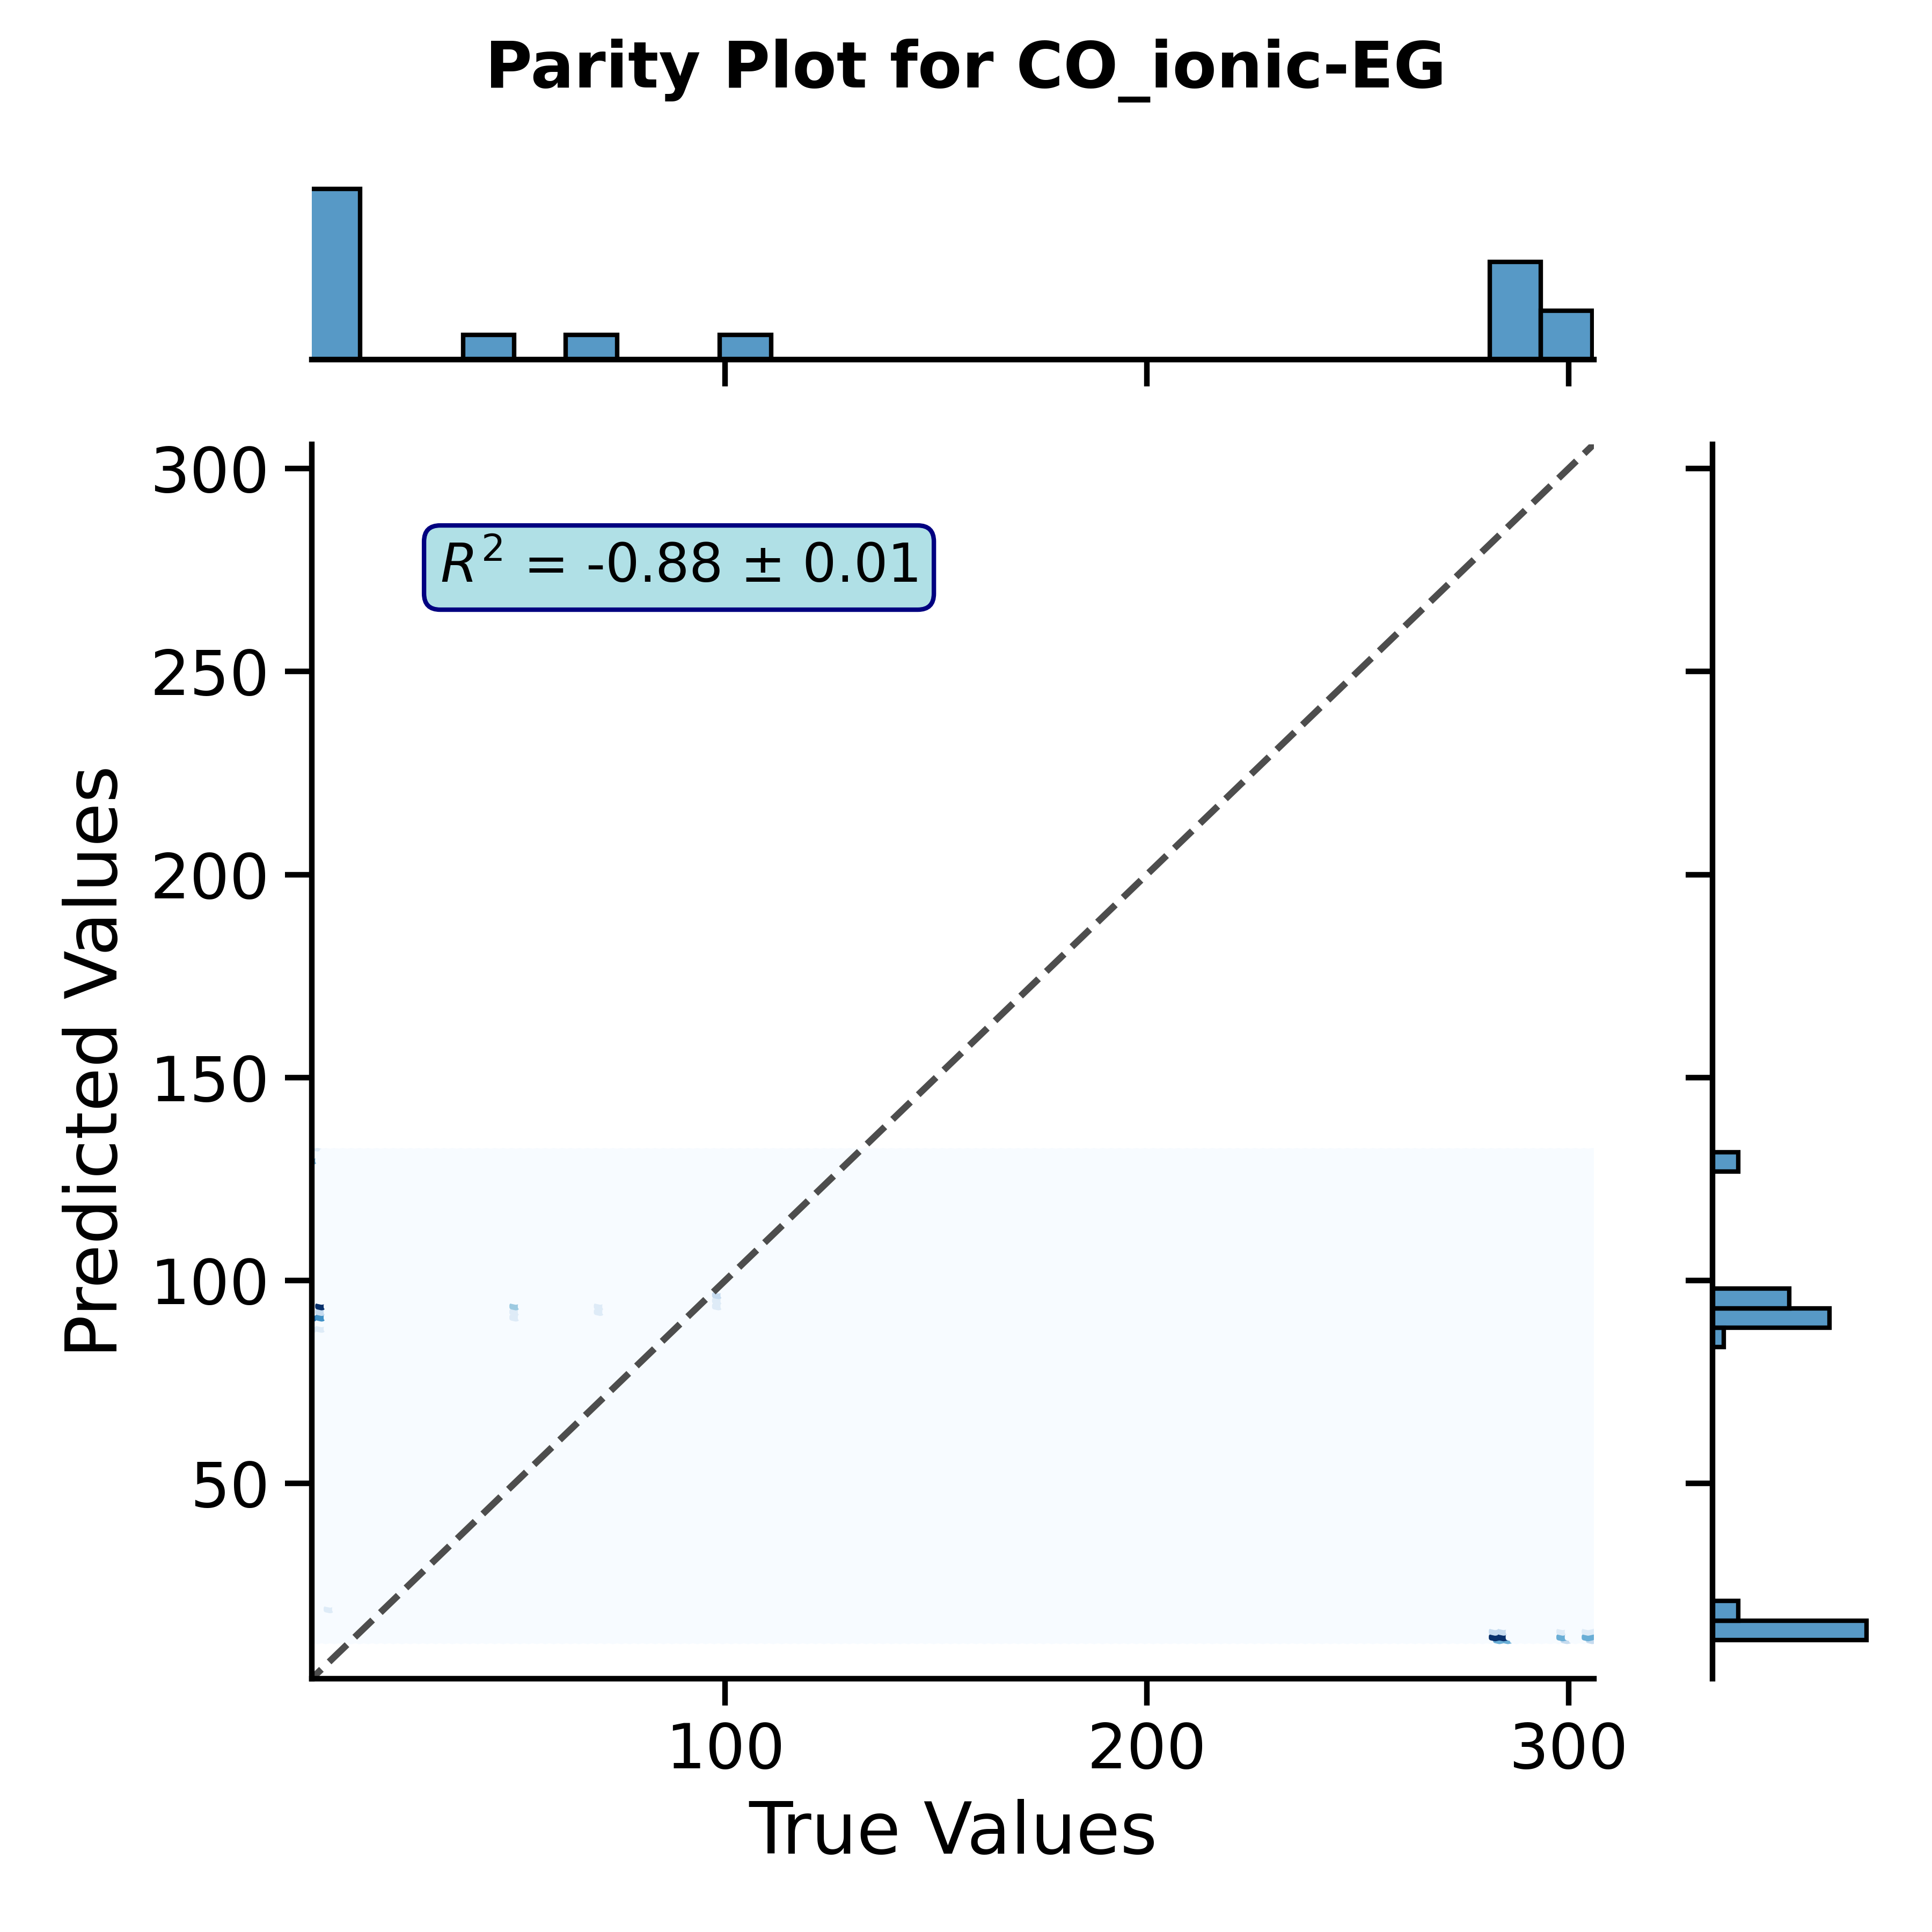 Parity Plot for CO_ionic-EG
300
R² = -0.88 ± 0.01
250
200
150
100
50
Predicted Values
100 200 300
True Values